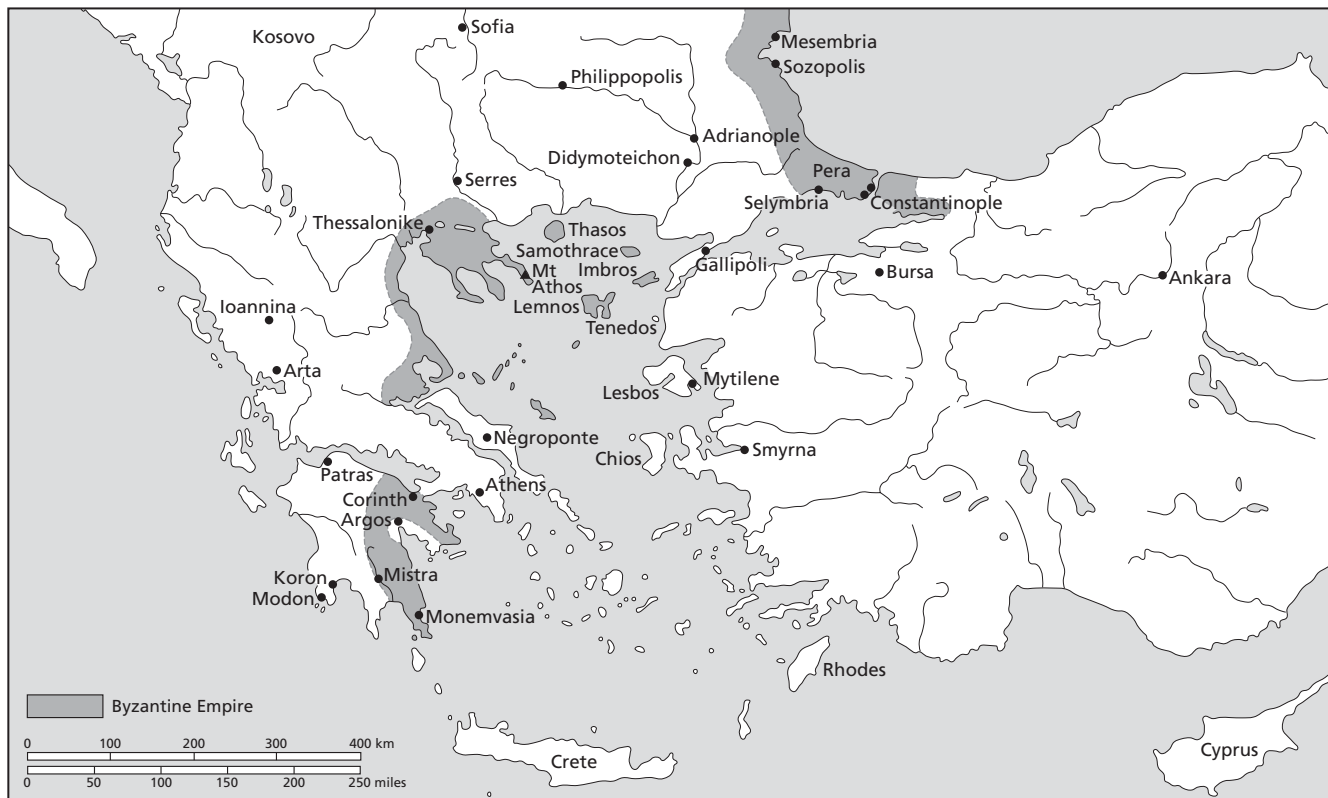 Kosovo
Sofia
Mesembria
Sozopolis
Philippopolis
Adrianople
Didymoteichon
Pera
Serres
Selymbria
Constantinople
Thessalonike
Thasos
Samothrace
Imbros
Gallipoli
Mt
Athos
Bursa
Ankara
Lemnos
Tenedos
Ioannina
Arta
Mytilene
Lesbos
Negroponte
Smyrna
Chios
Patras
Athens
Corinth
Argos
Koron
Mistra
Modon
Monemvasia
Rhodes
Byzantine Empire
0 100 200 300 400 km
0 50 100 150 200 250 miles
Crete
Cyprus